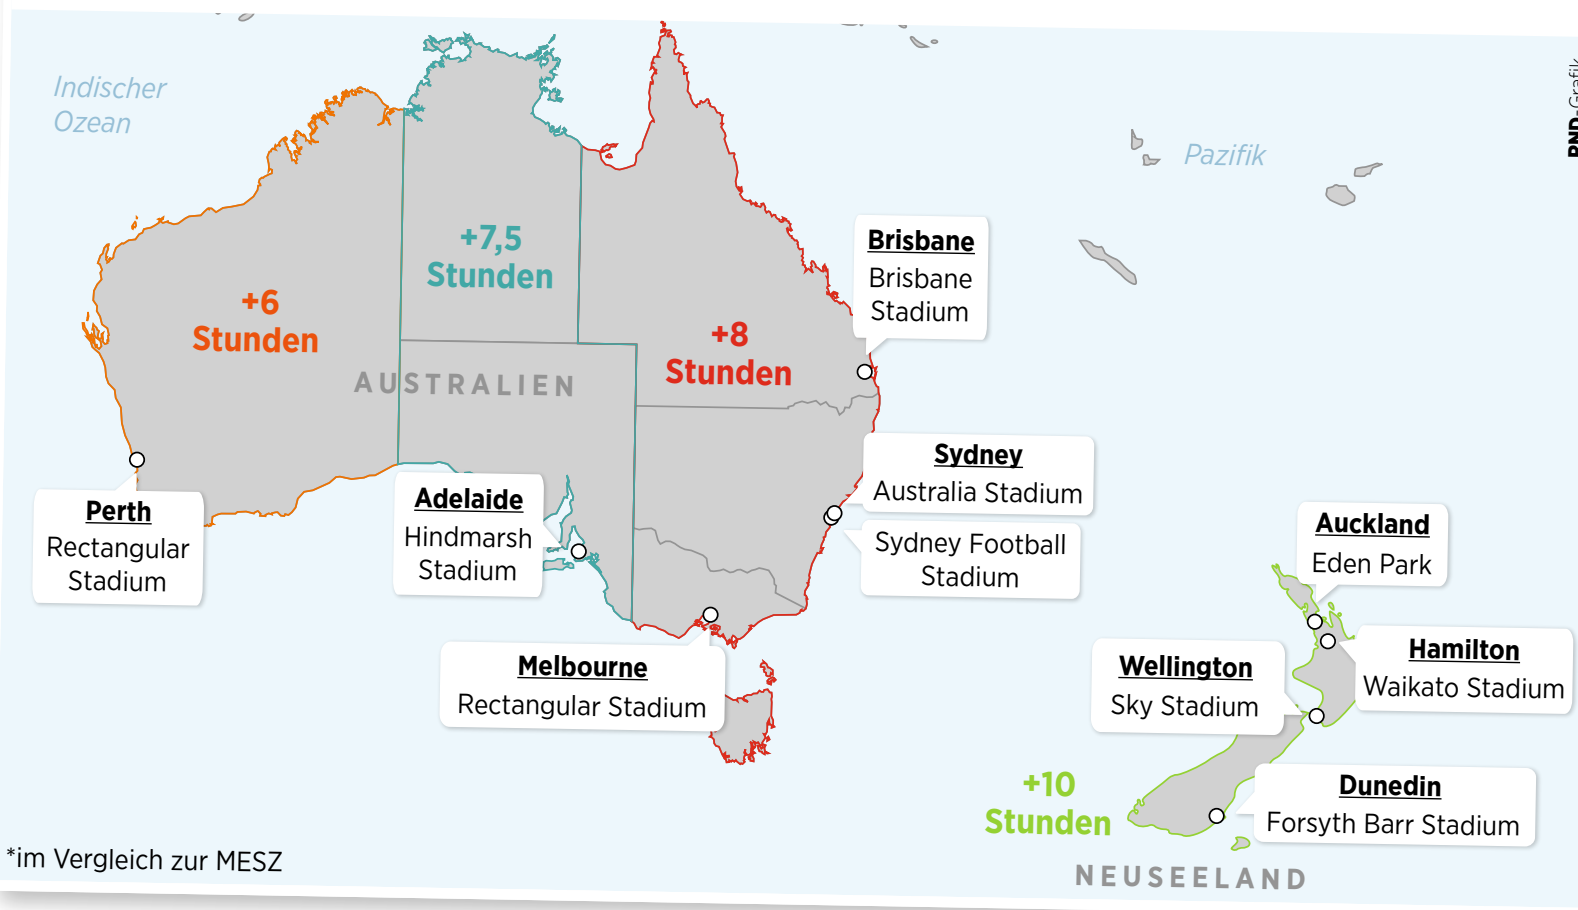 Indischer
Ozean
Pazifik
RND-Grafik
+7,5
Stunden
+6
Stunden
+8
Stunden
AUSTRALIEN
Brisbane
Brisbane
Stadium
Sydney
Australia Stadium
Sydney Football
Stadium
Perth
Rectangular
Stadium
Adelaide
Hindmarsh
Stadium
Melbourne
Rectangular Stadium
Auckland
Eden Park
Hamilton
Waikato Stadium
Wellington
Sky Stadium
Dunedin
Forsyth Barr Stadium
+10
Stunden
NEUSEELAND
*im Vergleich zur MESZ